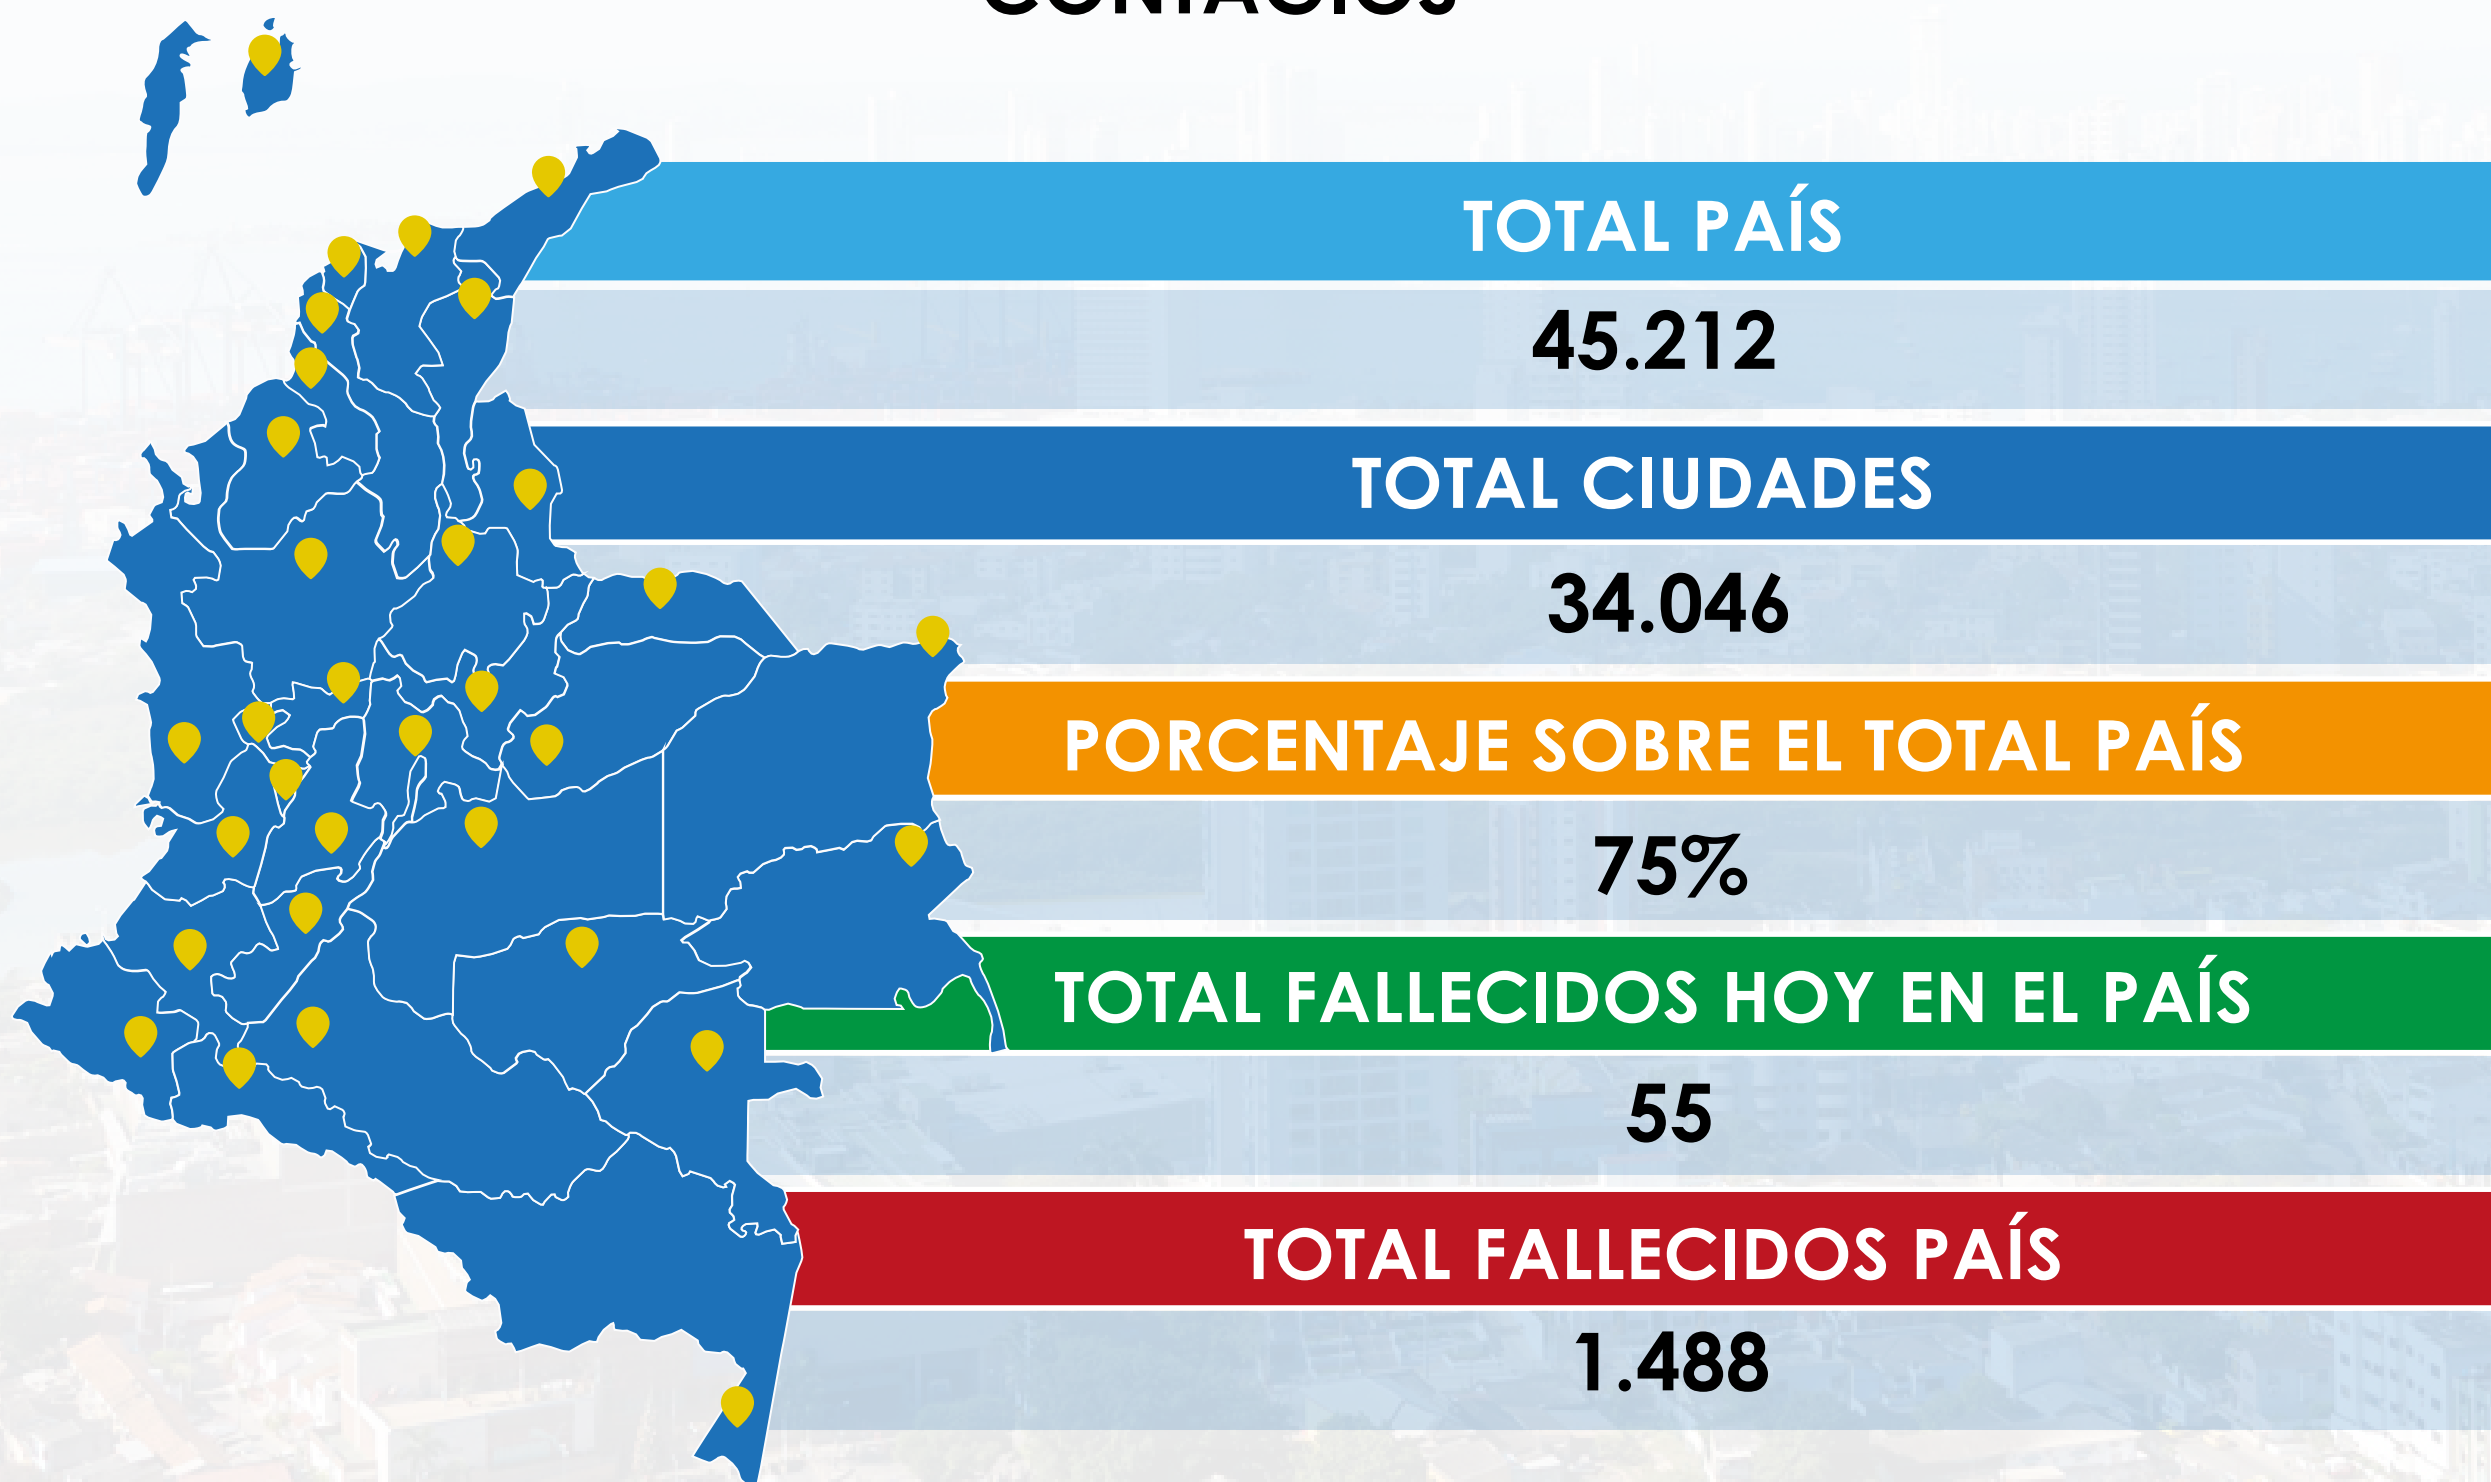 CONTAGIOS
TOTAL PAÍS
45.212
TOTAL CIUDADES
34.046
PORCENTAJE SOBRE EL TOTAL PAÍS
75%
TOTAL FALLECIDOS HOY EN EL PAÍS
55
TOTAL FALLECIDOS PAÍS
1.488